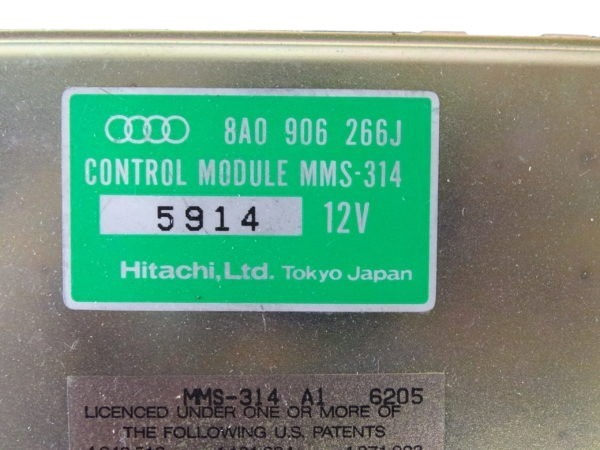 8A0 906 266J
CONTROL MODULE MMS-314
5914 12V
Hitachi, Ltd. Tokyo Japan
MMS-314 A1 6205
LICENCED UNDER ONE OR MORE OF
THE FOLLOWING U.S. PATENTS